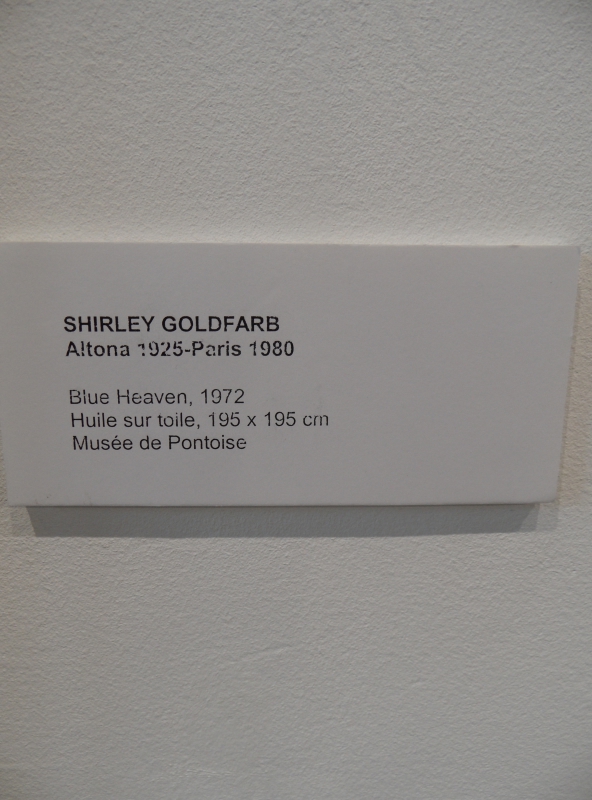 SHIRLEY GOLDFARB
Altona 1925-Paris 1980
Blue Heaven, 1972
Huile sur toile, 195 x 195 cm
Musée de Pontoise